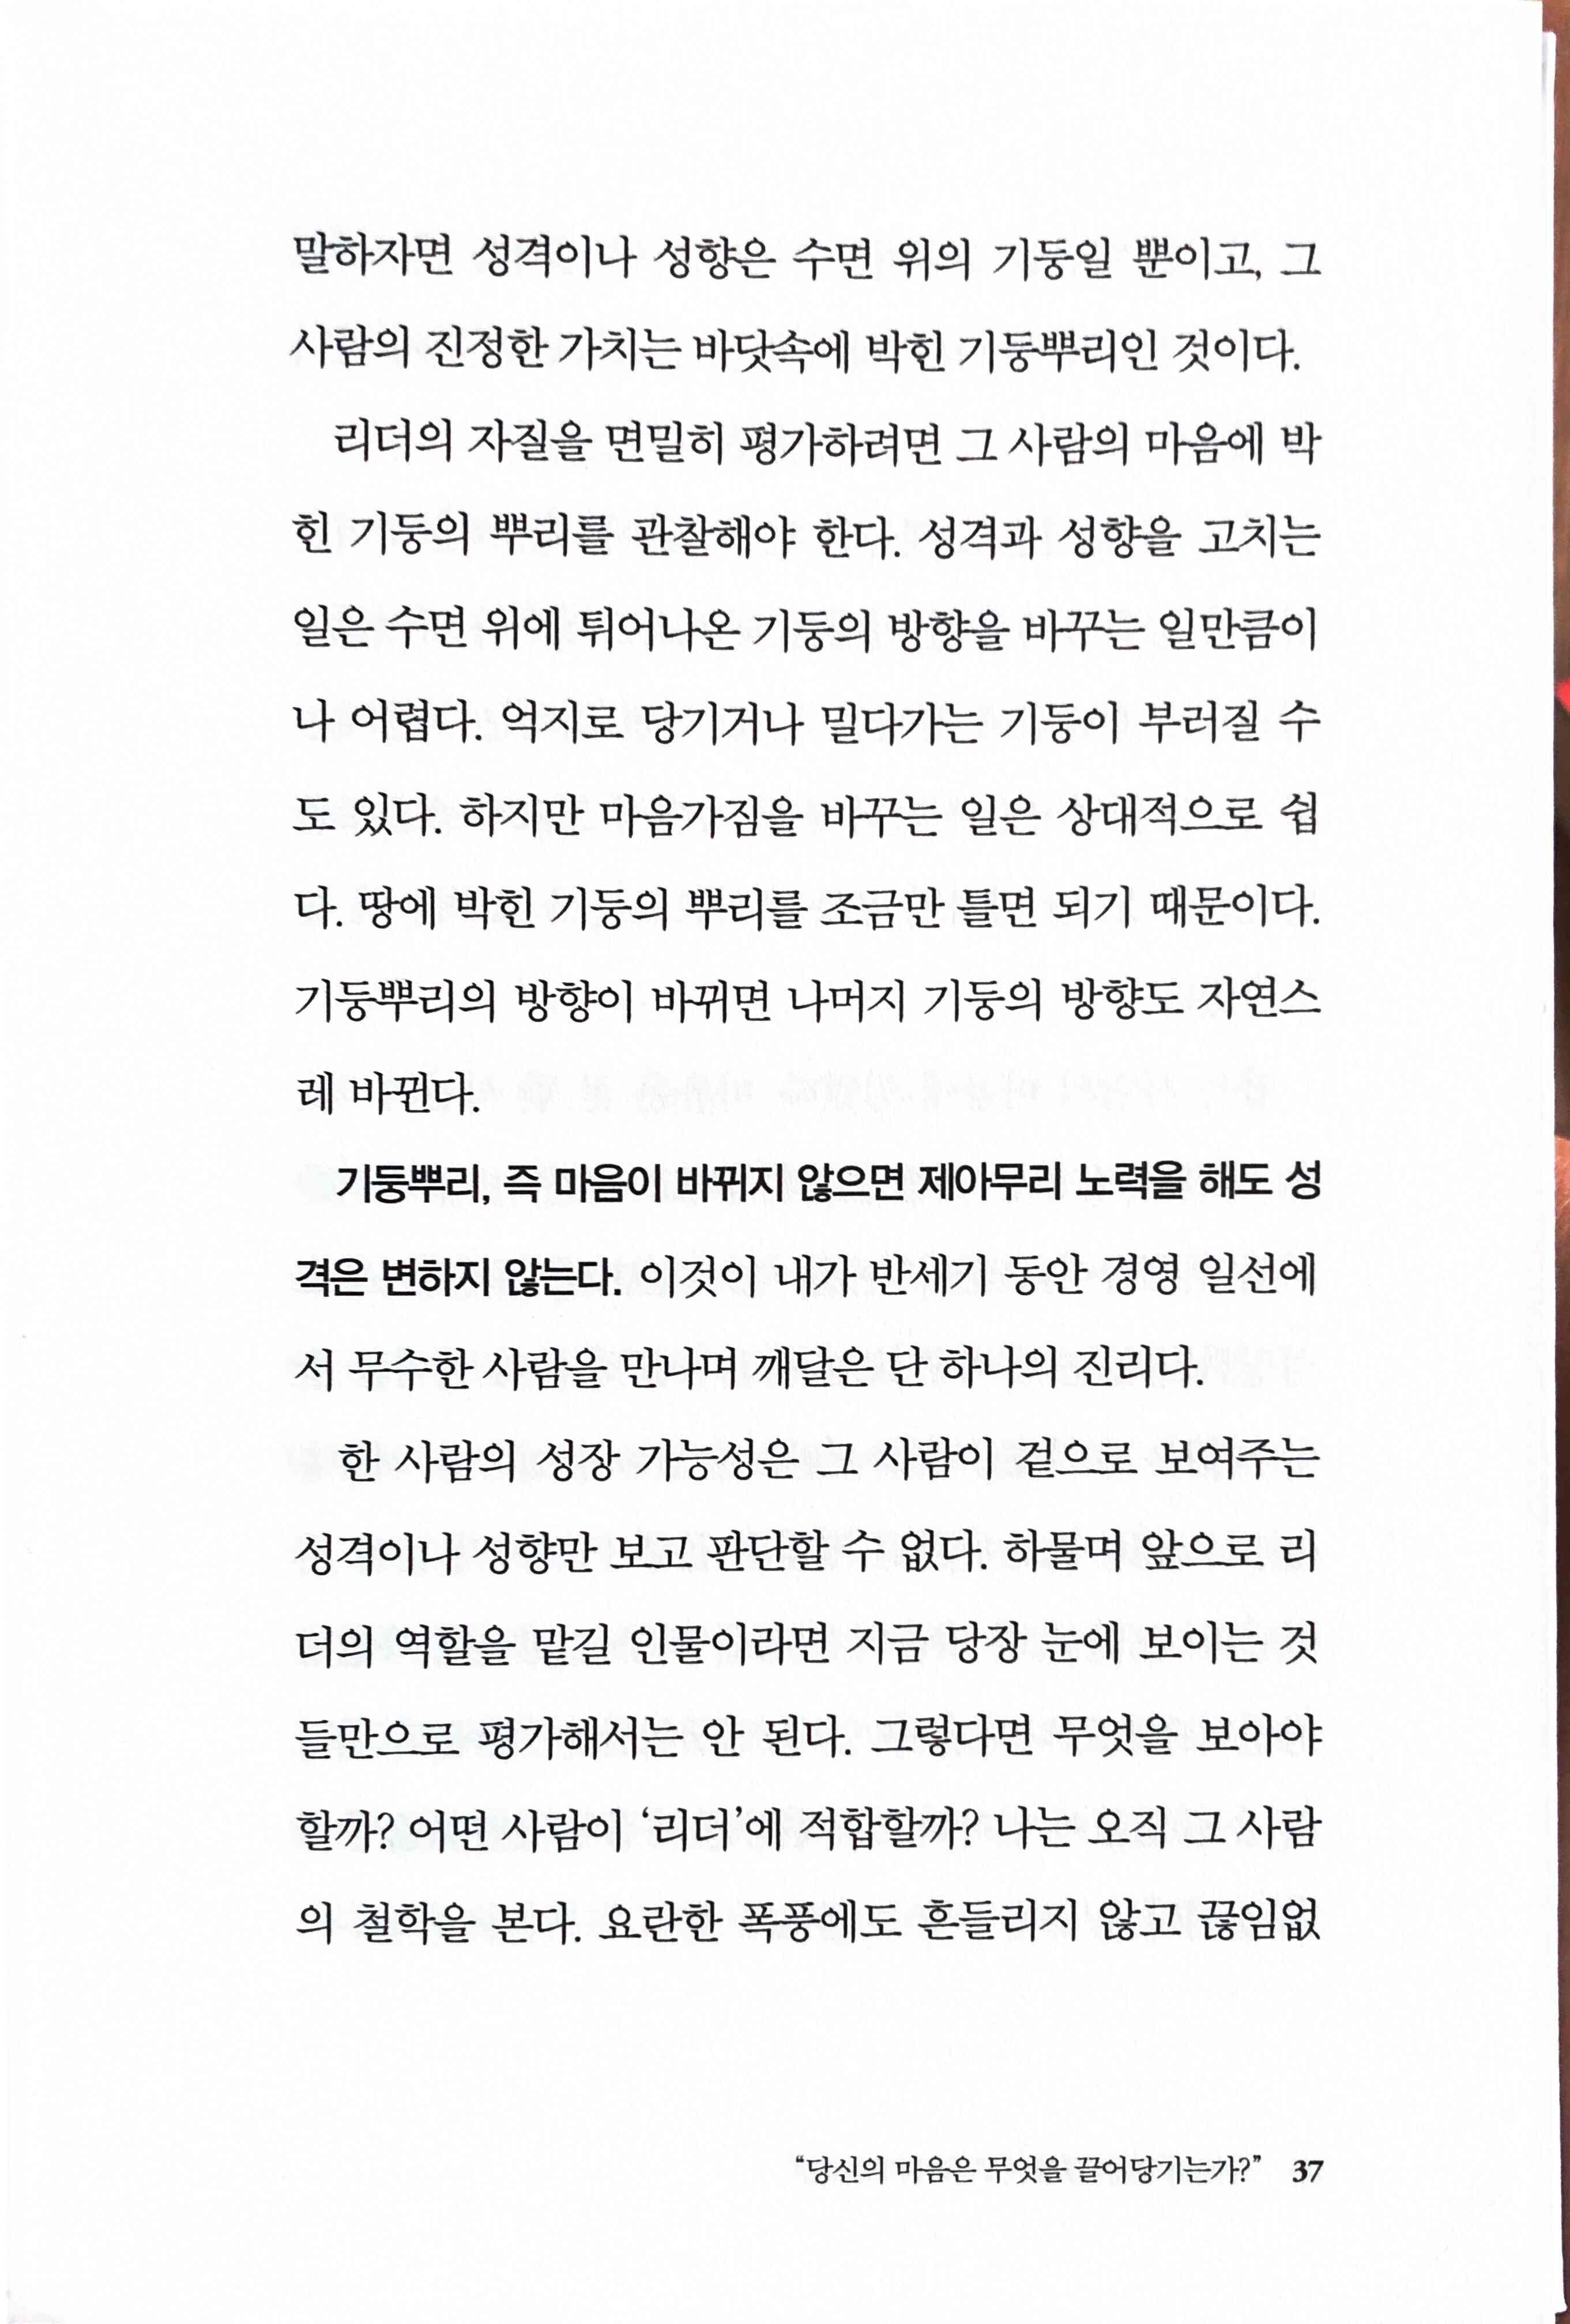 말하자면 성격이나 성향은 수면 위의 기둥일 뿐이고, 그
사람의 진정한 가치는 바닷속에 박힌 기둥뿌리인 것이다.
리더의 자질을 면밀히 평가하려면 그 사람의 마음에 박
힌 기둥의 뿌리를 관찰해야 한다. 성격과 성향을 고치는
일은 수면 위에 튀어나온 기둥의 방향을 바꾸는 일만큼이
나 어렵다. 억지로 당기거나 밀다가는 기둥이 부러질 수
도 있다. 하지만 마음가짐을 바꾸는 일은 상대적으로 쉽
다. 땅에 박힌 기둥의 뿌리를 조금만 틀면 되기 때문이다.
기둥뿌리의 방향이 바뀌면 나머지 기둥의 방향도 자연스
레 바뀐다.
기둥뿌리, 즉 마음이 바뀌지 않으면 제아무리 노력을 해도 성
격은 변하지 않는다. 이것이 내가 반세기 동안 경영 일선에
서 무수한 사람을 만나며 깨달은 단 하나의 진리다.
한 사람의 성장 가능성은 그 사람이 겉으로 보여주는
성격이나 성향만 보고 판단할 수 없다. 하물며 앞으로 리
더의 역할을 맡길 인물이라면 지금 당장 눈에 보이는 것
들만으로 평가해서는 안 된다. 그렇다면 무엇을 보아야
할까? 어떤 사람이 ‘리더’에 적합할까? 나는 오직 그 사람
의 철학을 본다. 요란한 폭풍에도 흔들리지 않고 끊임없
“당신의 마음은 무엇을 끌어당기는가?” 37